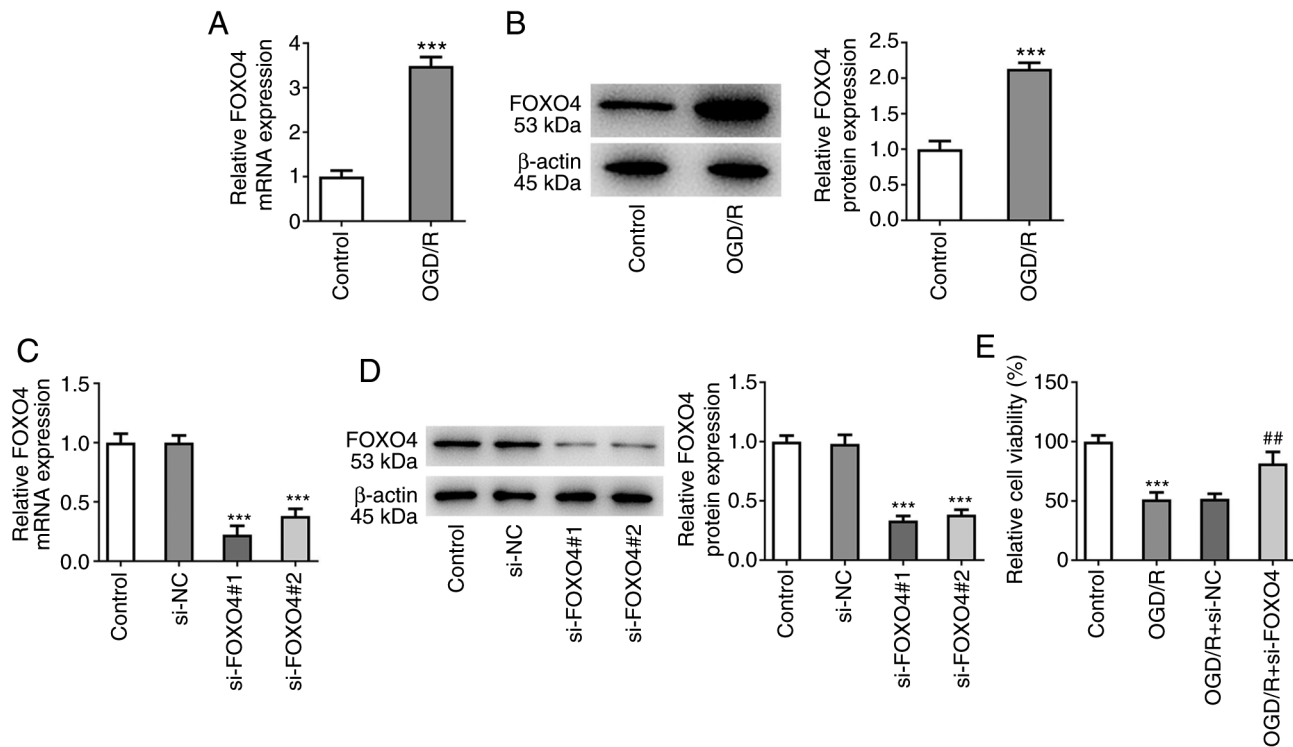 A
Relative FOXO4
mRNA expression
4
3
2
1
0
***
Control
OGD/R
B
FOXO4
53 kDa
β-actin
45 kDa
Control
OGD/R
Relative FOXO4
protein expression
2.5
2.0
1.5
1.0
0.5
0.0
***
Control
OGD/R
C
Relative FOXO4
mRNA expression
1.5
1.0
0.5
0.0
***
***
Control
si-NC
si-FOXO4#1
si-FOXO4#2
D
FOXO4
53 kDa
β-actin
45 kDa
Control
si-NC
si-FOXO4#1
si-FOXO4#2
Relative FOXO4
protein expression
1.5
1.0
0.5
0.0
***
***
Control
si-NC
si-FOXO4#1
si-FOXO4#2
E
Relative cell viability (%)
150
100
50
0
***
##
Control
OGD/R
OGD/R+si-NC
OGD/R+si-FOXO4